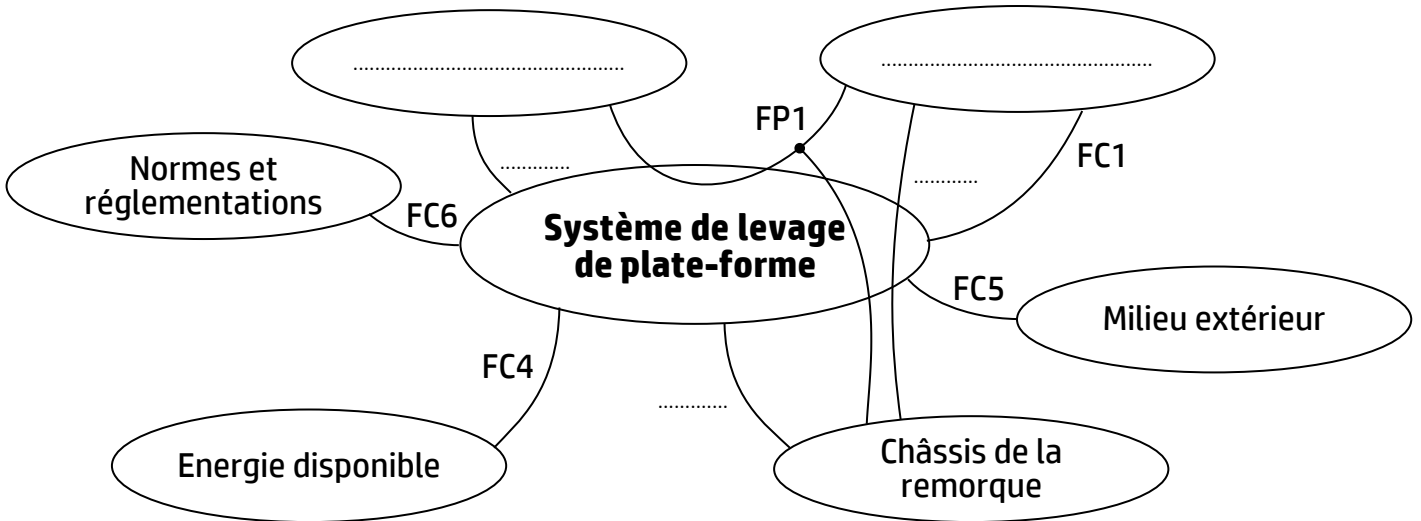 ...............................................
...............................................
FP1
Normes et
réglementations
............
FC1
...........
FC6
Système de levage
de plate-forme
FC5
Milieu extérieur
FC4
............
Energie disponible
Châssis de la
remorque